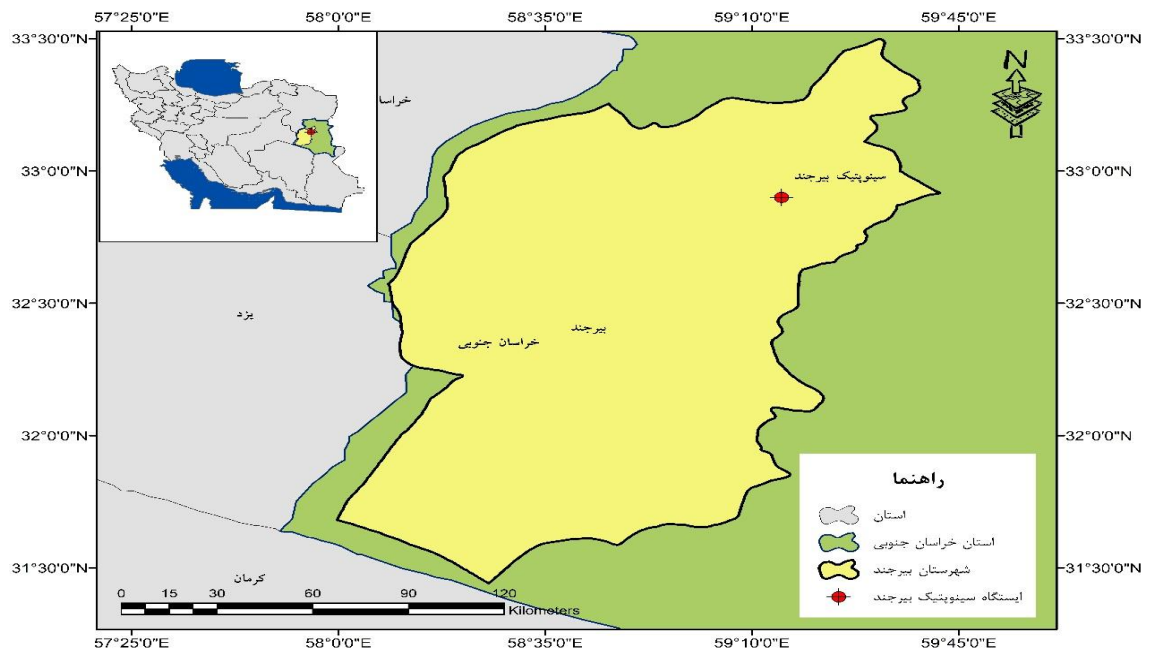 57°25'0"E 58°0'0"E 58°35'0"E 59°10'0"E 59°45'0"E
33°30'0"N 33°30'0"N
N
خراسا
سینوپتیک بیرجند
33°0'0"N 33°0'0"N
32°30'0"N 32°30'0"N
یزد
بیرجند
خراسان جنوبی
32°0'0"N 32°0'0"N
راهنما
استان
استان خراسان جنوبی
شهرستان بیرجند
ایستگاه سینوپتیک بیرجند
31°30'0"N 31°30'0"N
کرمان
0 15 30 60 90 120
Kilometers
57°25'0"E 58°0'0"E 58°35'0"E 59°10'0"E 59°45'0"E